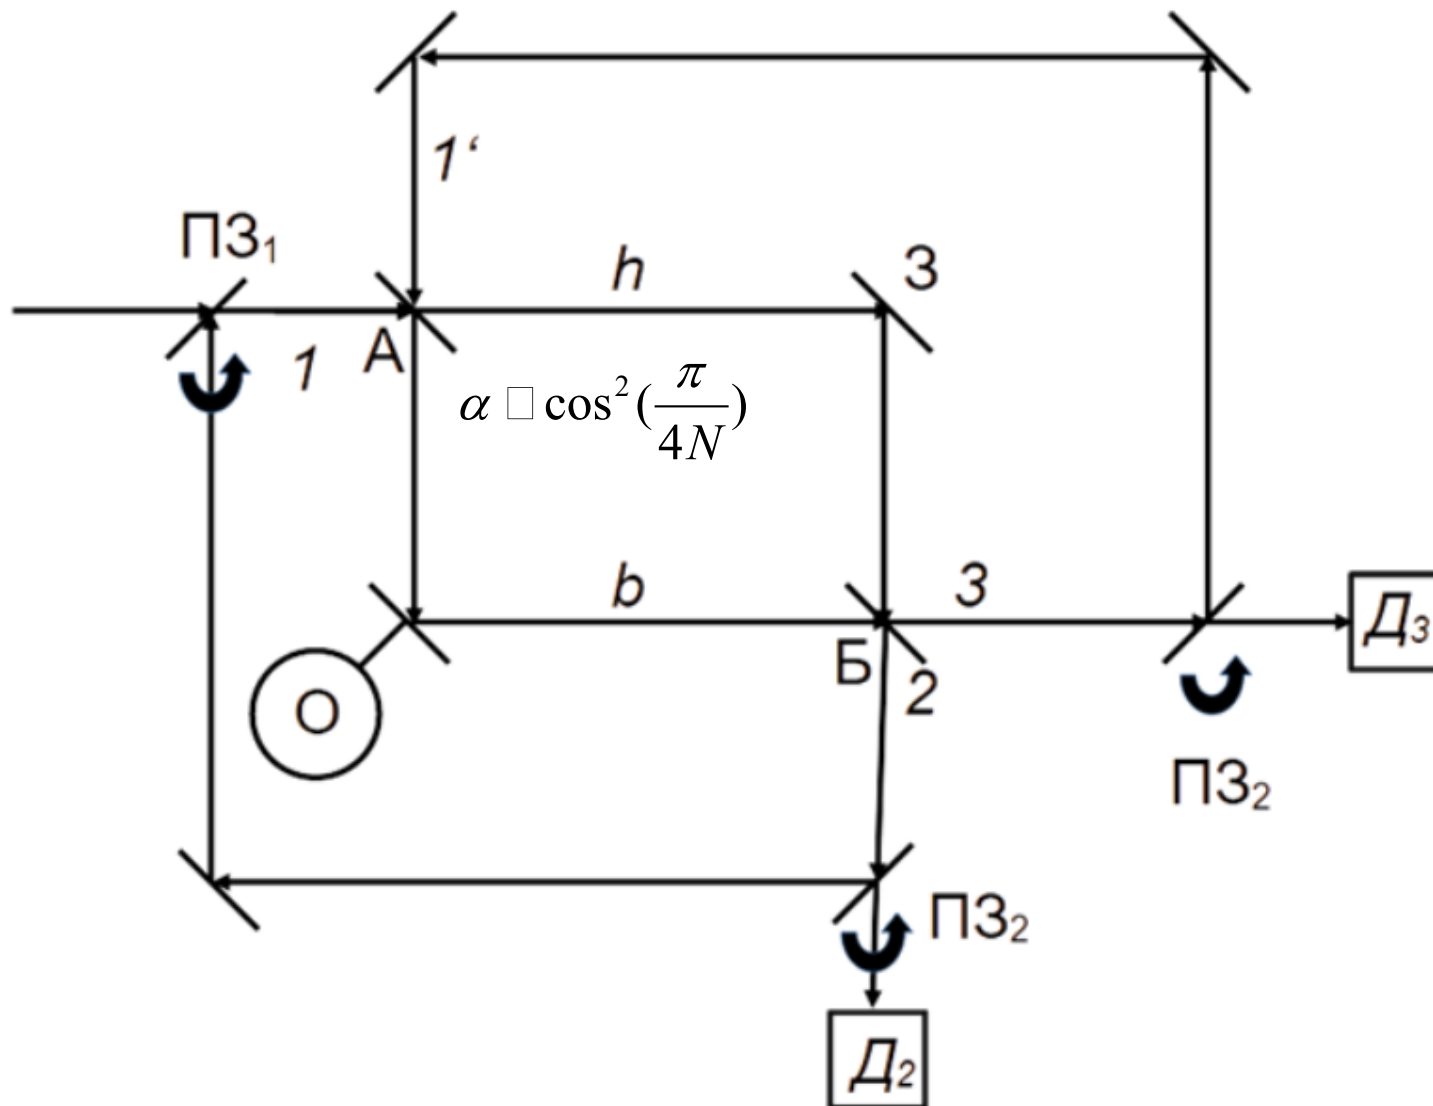 1‘
ПЗ₁
h
З
1
А
α □ cos²(π/4N)
b
3
Б
2
Д₃
О
ПЗ₂
ПЗ₂
Д₂